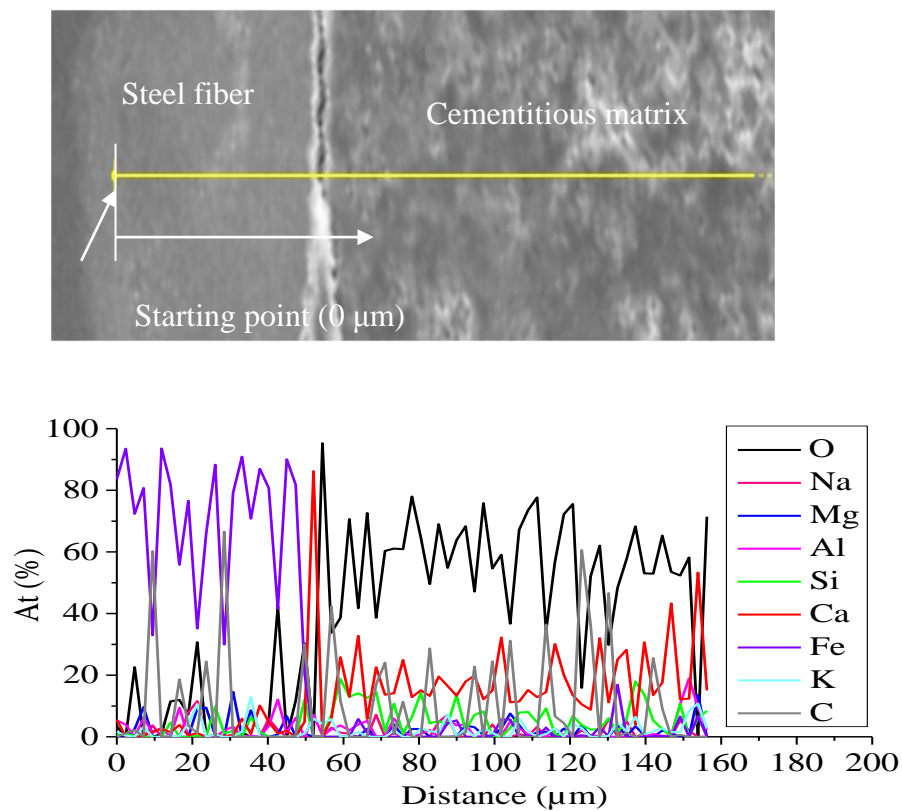 Steel fiber
Cementitious matrix
Starting point (0 µm)
100
80
60
40
20
0
At (%)
0 20 40 60 80 100 120 140 160 180 200
Distance (µm)
O
Na
Mg
Al
Si
Ca
Fe
K
C